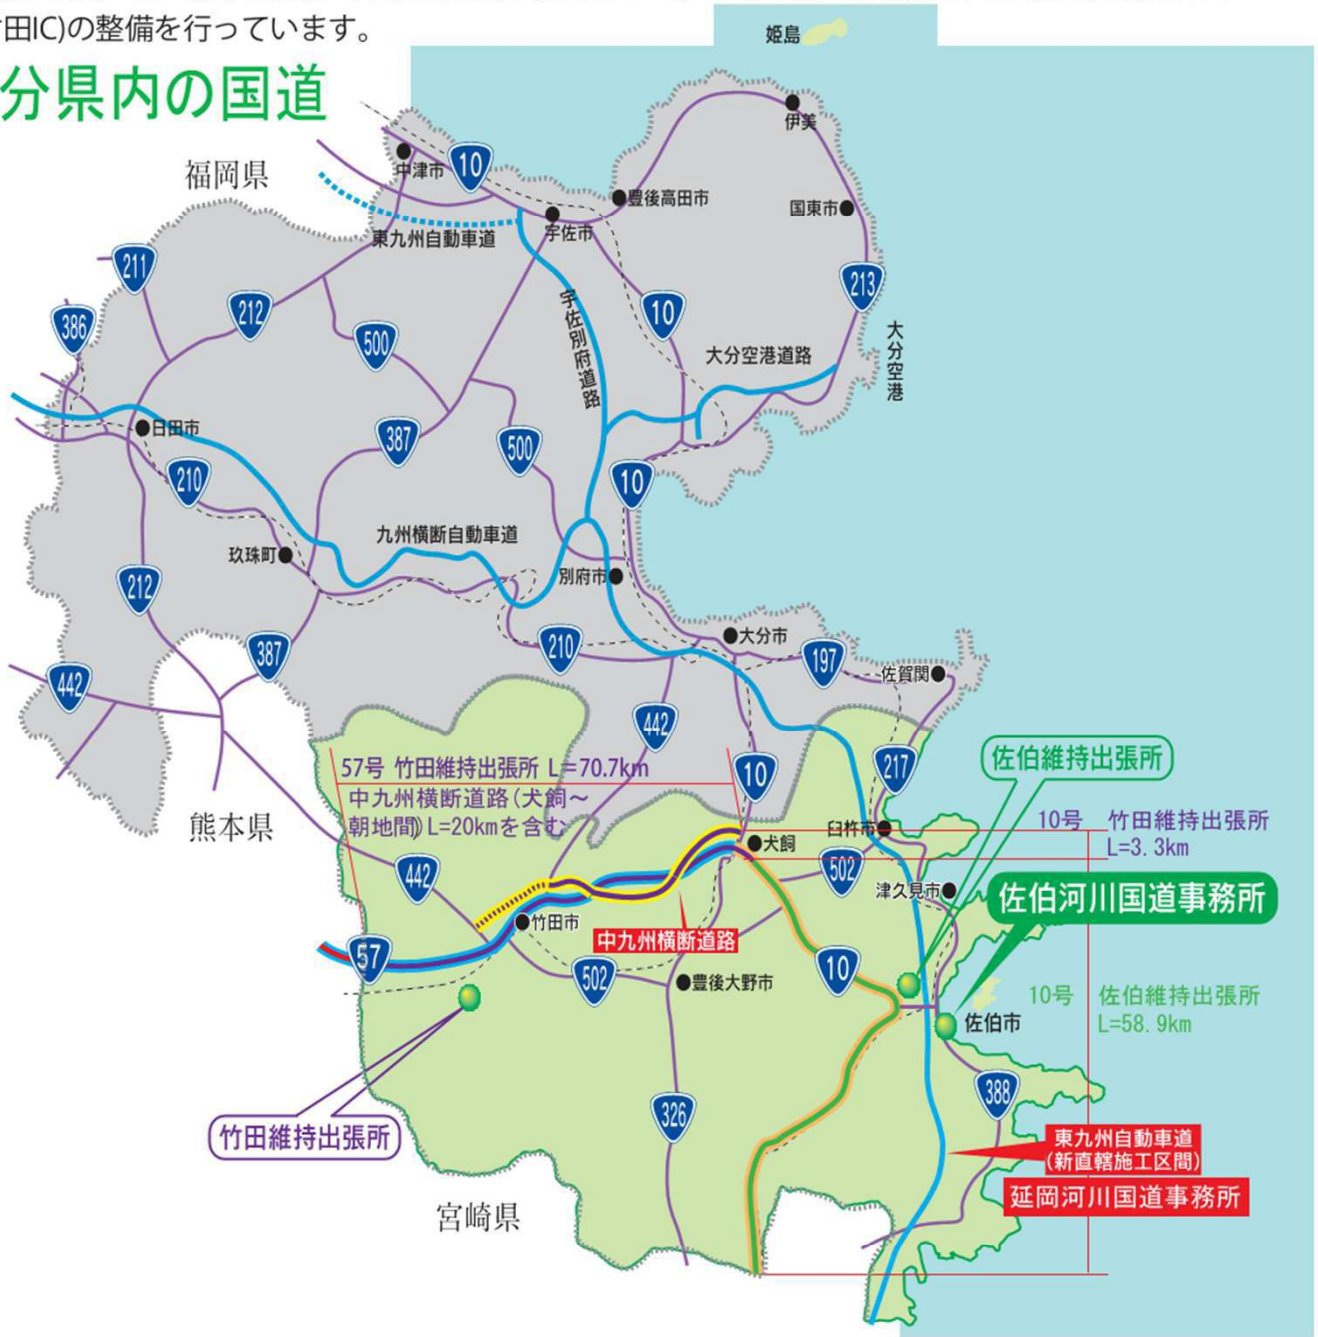 田IC)の整備を行っています。
分県内の国道
姫島
伊美
中津市
10
福岡県
豊後高田市
国東市
東九州自動車道
宇佐市
211
212
386
500
宇佐別府道路
10
213
大分空港道路
大分空港
日田市
387
500
210
10
九州横断自動車道
玖珠町
別府市
212
大分市
387
210
197
佐賀関
442
442
佐伯維持出張所
57号 竹田維持出張所 L=70.7km
10
217
中九州横断道路(犬飼～
朝地間)L=20kmを含む
熊本県
臼杵市
10号 竹田維持出張所
L=3.3km
犬飼
442
502
津久見市
佐伯河川国道事務所
竹田市
中九州横断道路
57
502
豊後大野市
10
10号 佐伯維持出張所
L=58.9km
佐伯市
388
326
竹田維持出張所
東九州自動車道
(新直轄施工区間)
延岡河川国道事務所
宮崎県